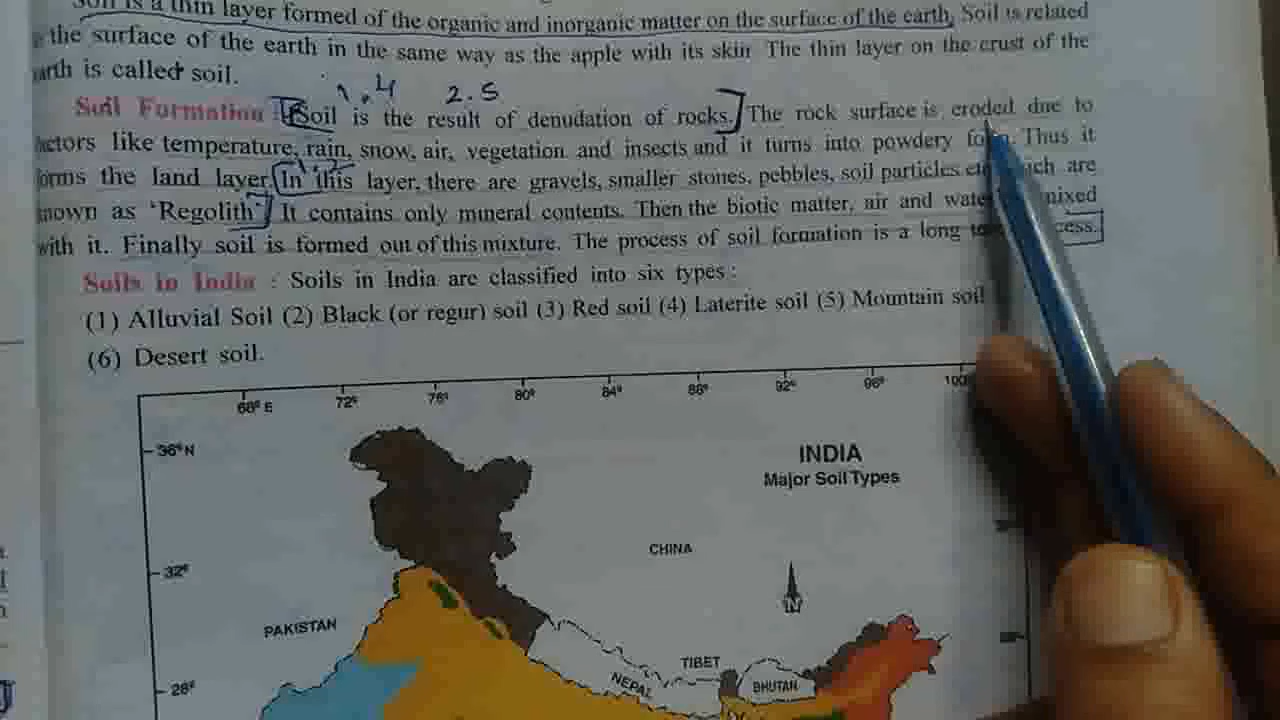 Soil is a thin layer formed of the organic and inorganic matter on the surface of the earth. Soil is related
the surface of the earth in the same way as the apple with its skin The thin layer on the crust of the
earth is called soil.
1.4 2.5
Soil Formation : Soil is the result of denudation of rocks. The rock surface is eroded due to
factors like temperature, rain, snow, air, vegetation and insects and it turns into powdery Thus it
forms the land layer. In this layer, there are gravels, smaller stones, pebbles, soil particles are
known as 'Regolith' It contains only mineral contents. Then the biotic matter, air and mixed
with it. Finally soil is formed out of this mixture. The process of soil formation is a long
Soils in India : Soils in India are classified into six types :
(1) Alluvial Soil (2) Black (or regur) soil (3) Red soil (4) Laterite soil (5) Mountain soil
(6) Desert soil.
68° E 72° 76° 80° 84° 88° 92° 96° 100°
36° N
INDIA
Major Soil Types
CHINA
32°
N
PAKISTAN
TIBET
NEPAL
BHUTAN
28°